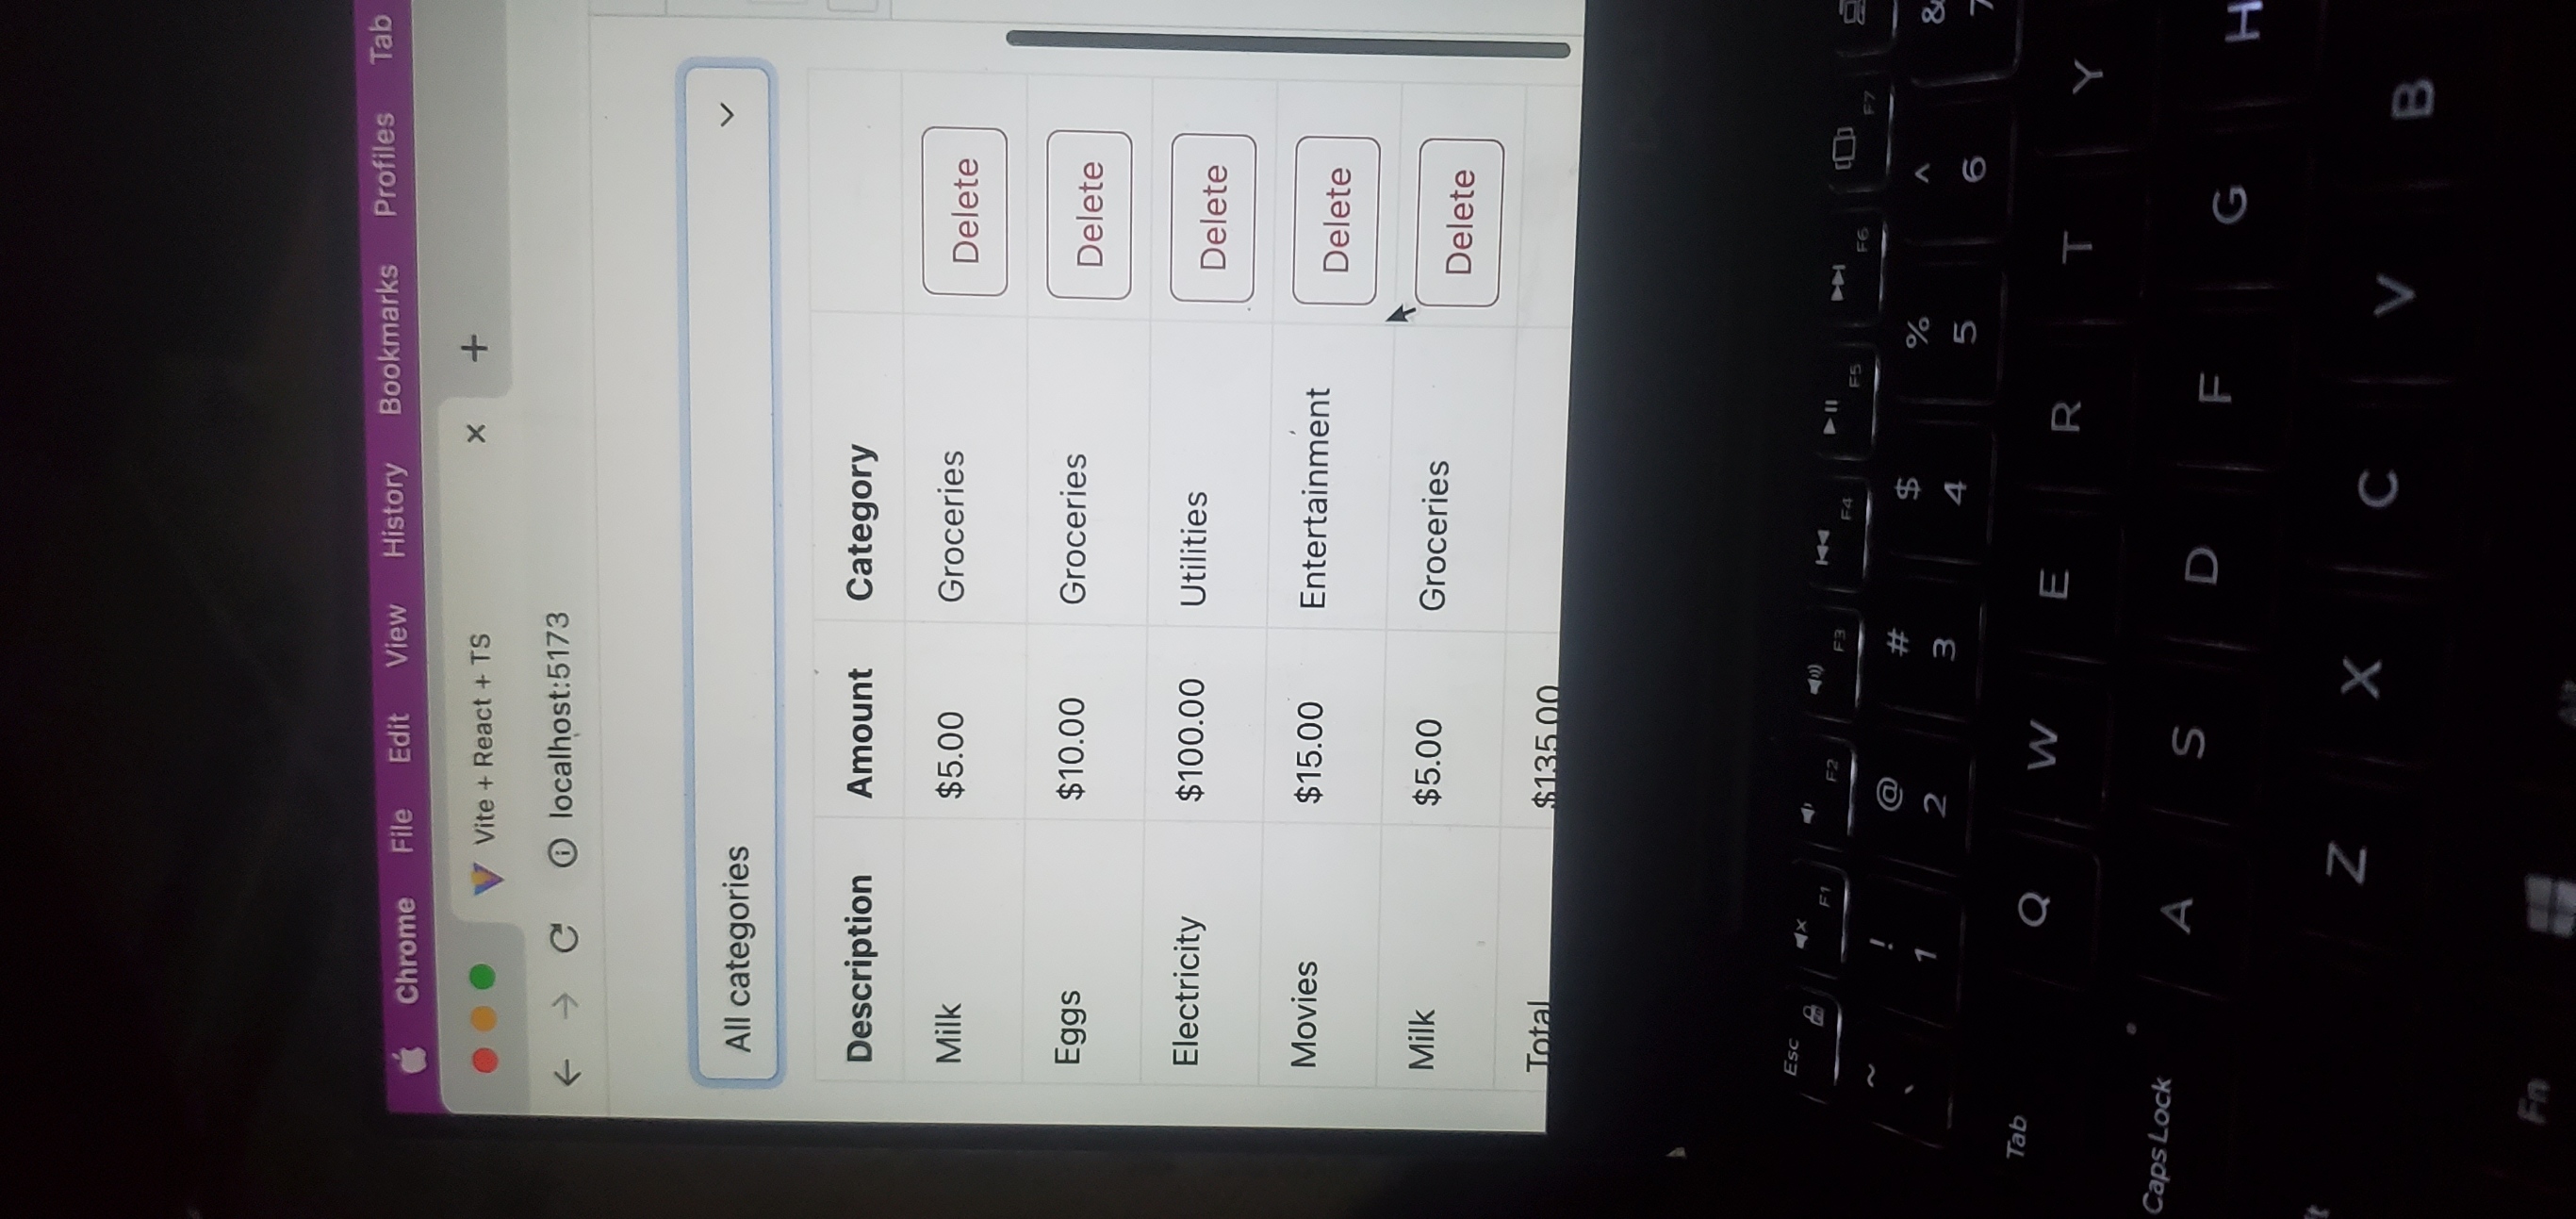 Chrome File Edit View History Bookmarks Profiles Tab
Vite + React + TS
localhost:5173
All categories
Description Amount Category
Milk $5.00 Groceries Delete
Eggs $10.00 Groceries Delete
Electricity $100.00 Utilities Delete
Movies $15.00 Entertainment Delete
Milk $5.00 Groceries Delete
Total $135.00
Esc F1 F2 F3 F4 F5 F6 F7
~ ! @ # $ % ^ &
` 1 2 3 4 5 6 7
Tab Q W E R T Y
Caps Lock A S D F G H
Z X C V B
Fn Alt